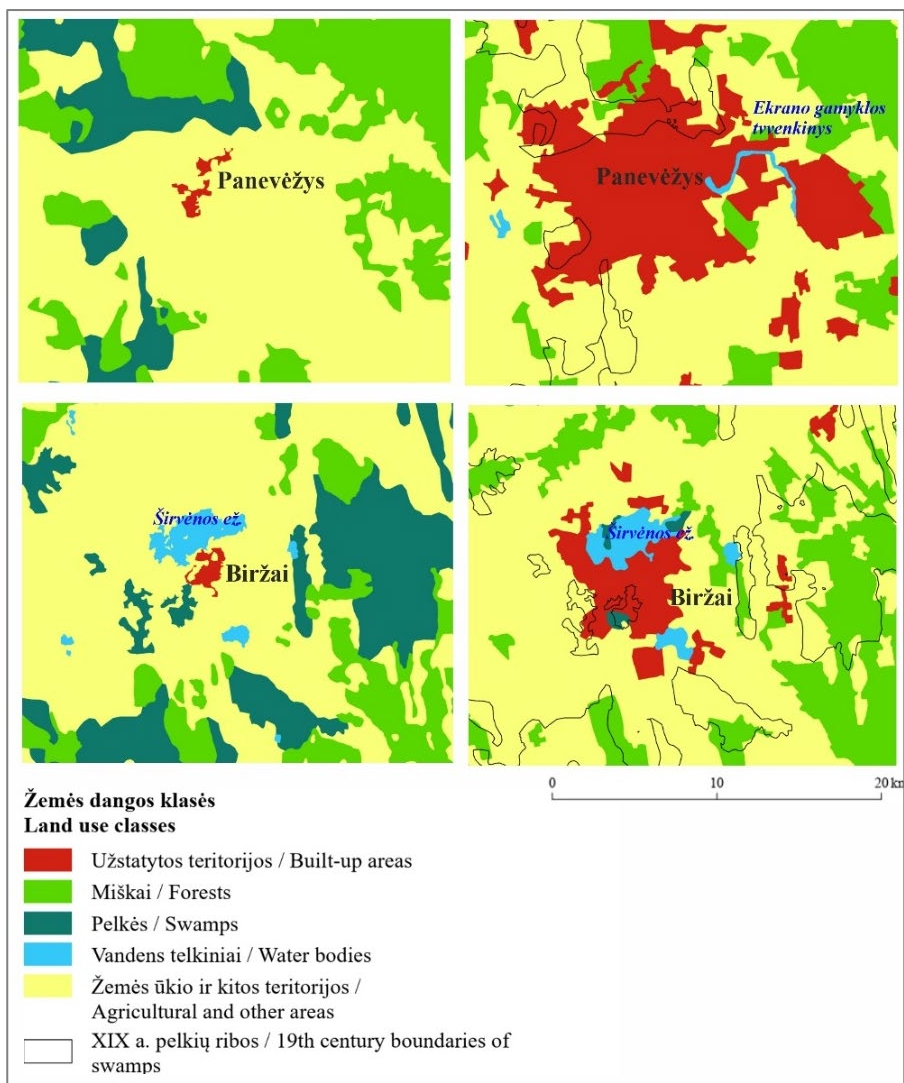 Ekrano gamyklos
tvvenkinys
Panevėžys
Panevėžys
Širvėnos ež.
Biržai
Širvėnos ež.
Biržai
0 10 20 km
Žemės dangos klasės
Land use classes
Užstatytos teritorijos / Built-up areas
Miškai / Forests
Pelkės / Swamps
Vandens telkiniai / Water bodies
Žemės ūkio ir kitos teritorijos /
Agricultural and other areas
XIX a. pelkių ribos / 19th century boundaries of
swamps